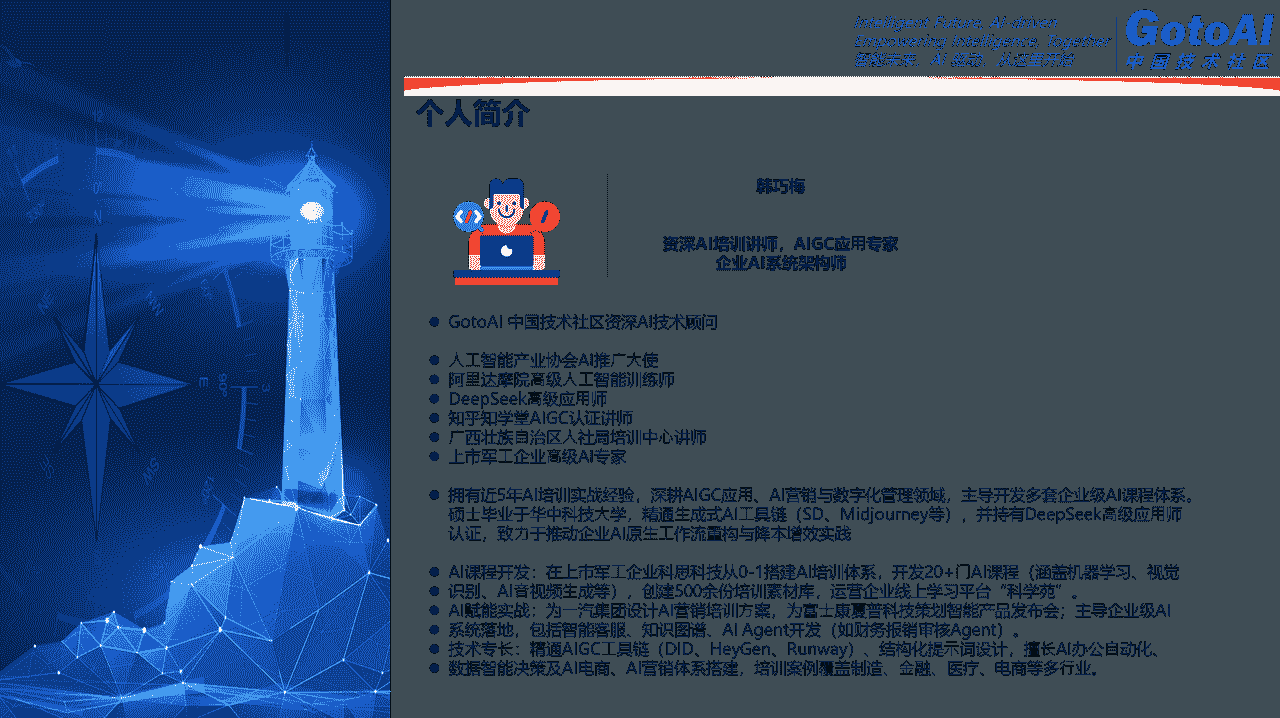 Intelligent Future, AI-driven
Empowering Intelligence, Together
GotoAI
中国技术社区
个人简介
韩巧梅
资深AI培训讲师，AIGC应用专家
企业AI系统架构师
● GotoAI 中国技术社区资深AI技术顾问
● 人工智能产业协会AI推广大使
● 阿里达摩院高级人工智能训练师
● DeepSeek高级应用师
● 知乎知学堂AIGC认证讲师
● 广西壮族自治区人社局培训中心讲师
● 上市军工企业高级AI专家
● 拥有近5年AI培训实战经验，深耕AIGC应用、AI营销与数字化管理领域，主导开发多套企业级AI课程体系。
硕士毕业于华中科技大学，精通生成式AI工具链（SD、Midjourney等），并持有DeepSeek高级应用师
认证，致力于推动企业AI原生工作流重构与降本增效实践
● AI课程开发：在上市军工企业科思科技从0-1搭建AI培训体系，开发20+门AI课程（涵盖机器学习、视觉
● 识别、AI音视频生成等），创建500余份培训素材库，运营企业线上学习平台“科学苑”。
● AI赋能实战：为一汽集团设计AI营销培训方案，为富士康夏普科技策划智能产品发布会；主导企业级AI
● 系统落地，包括智能客服、知识图谱、AI Agent开发（如财务报销审核Agent）。
● 技术专长：精通AIGC工具链（DID、HeyGen、Runway）、结构化提示词设计，擅长AI办公自动化、
● 数据智能决策及AI电商、AI营销体系搭建，培训案例覆盖制造、金融、医疗、电商等多行业。
12
N
E
3